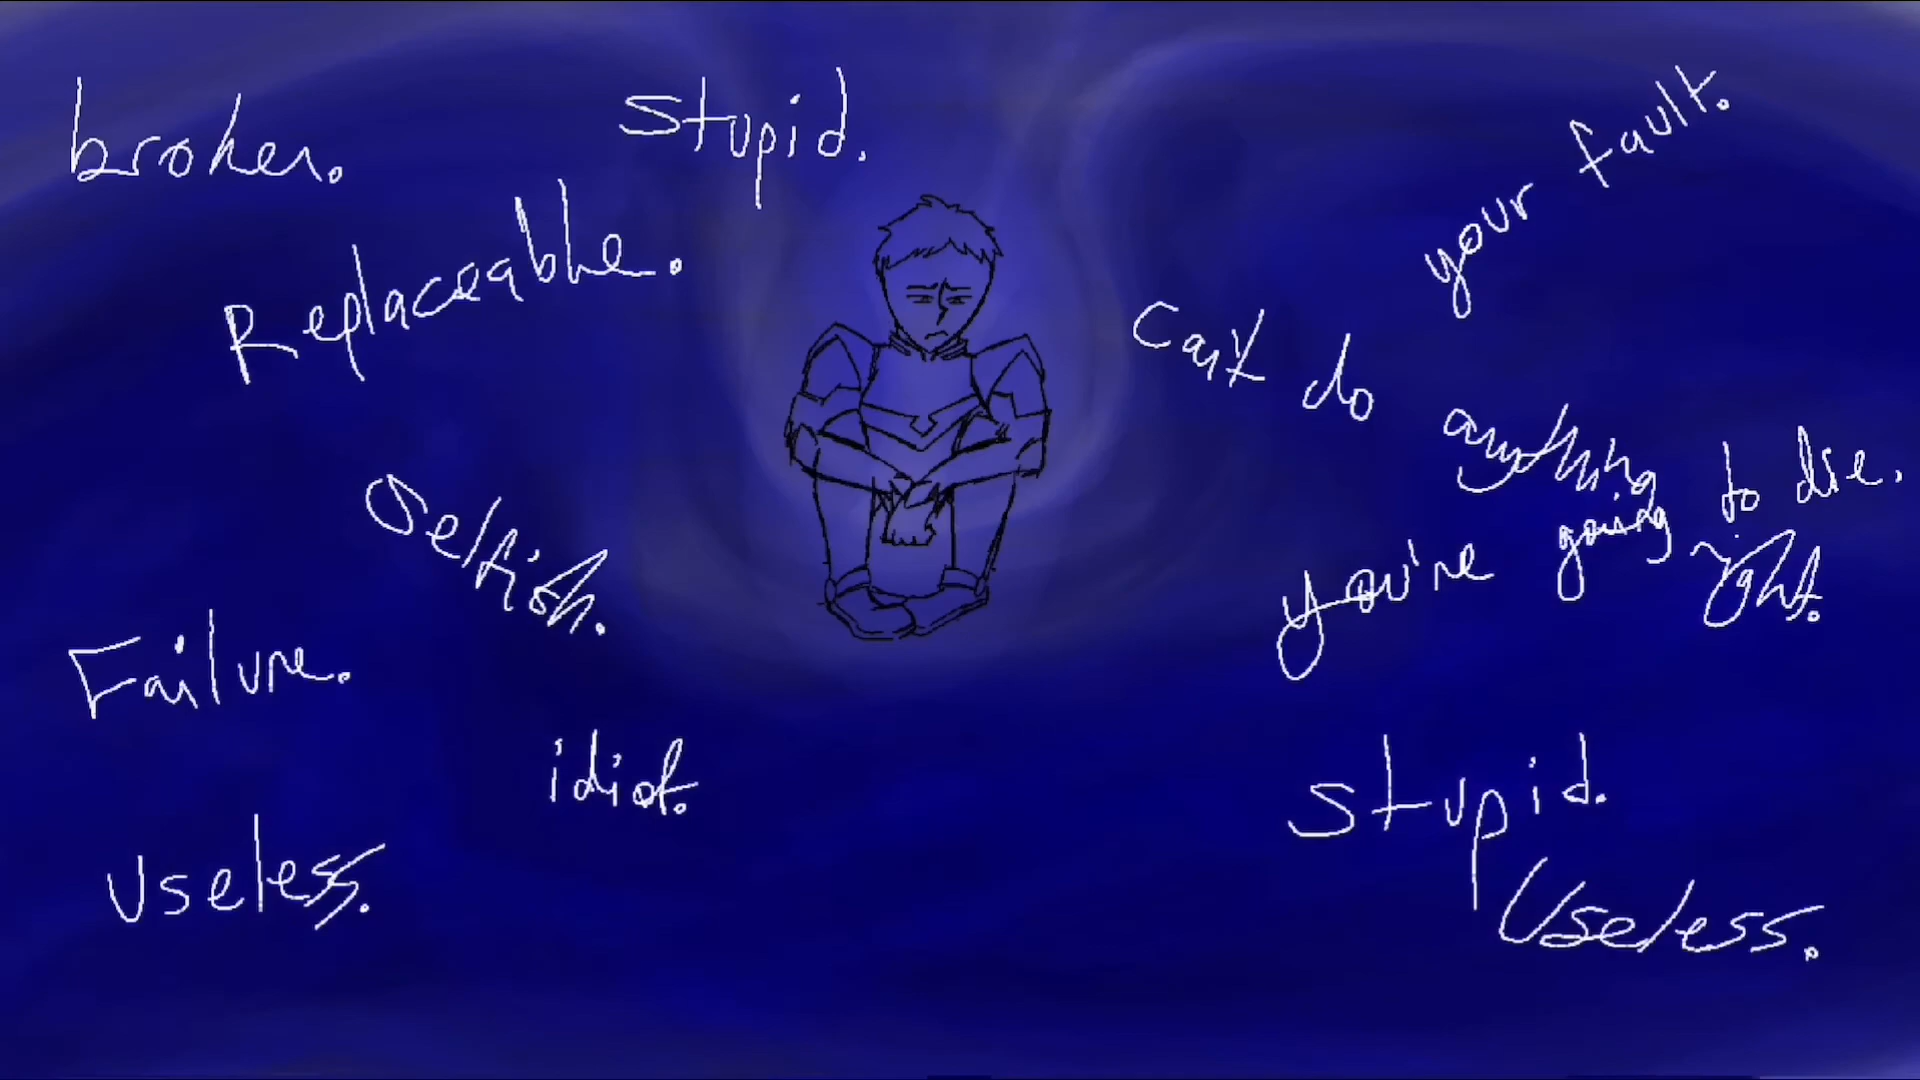 broken.
Stupid.
your fault.
Replaceable.
Can't do anything right.
Selfish.
you're going to die.
Failure.
idiot.
Stupid.
Useless.
Useless.